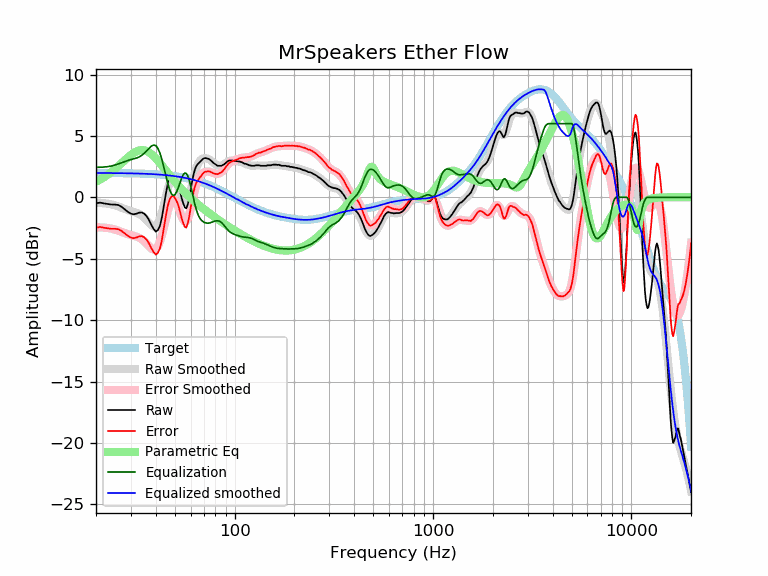 MrSpeakers Ether Flow
10
5
0
−5
−10
−15
−20
−25
Amplitude (dBr)
Target
Raw Smoothed
Error Smoothed
Raw
Error
Parametric Eq
Equalization
Equalized smoothed
100
1000
10000
Frequency (Hz)